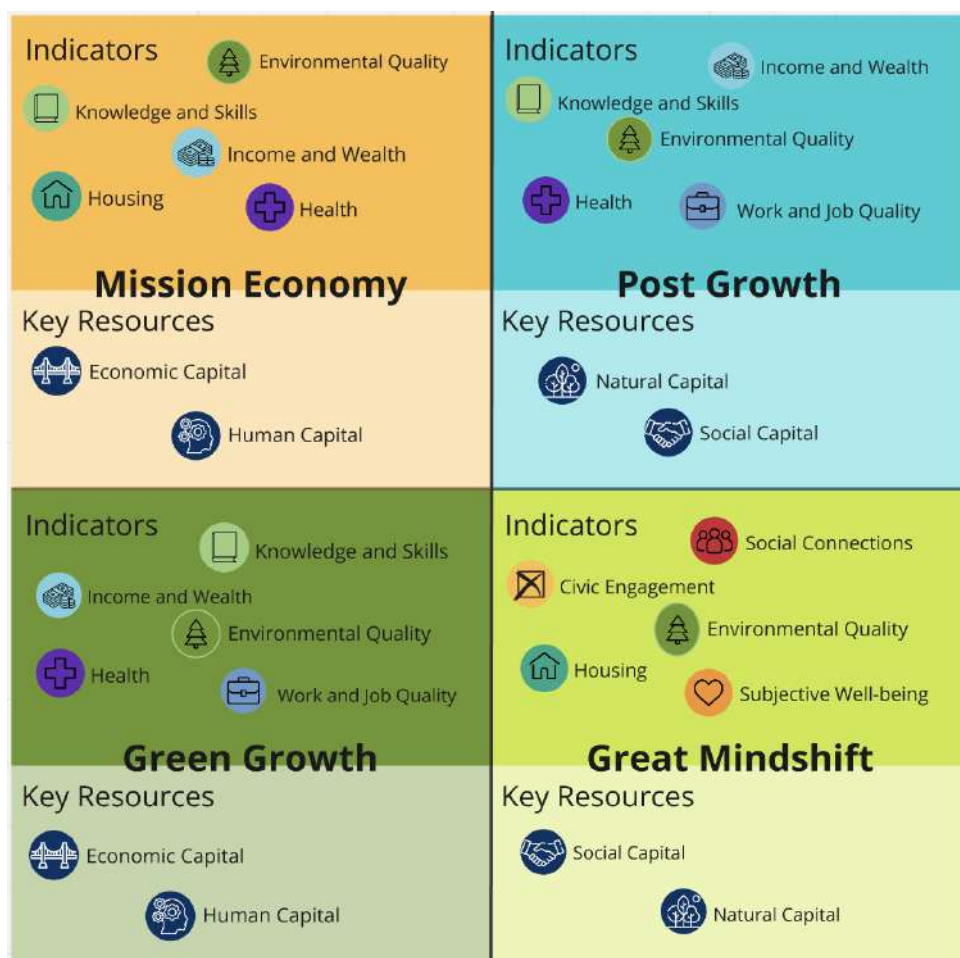 Indicators
Environmental Quality
Knowledge and Skills
Income and Wealth
Housing
Health
Mission Economy
Key Resources
Economic Capital
Human Capital
Indicators
Income and Wealth
Knowledge and Skills
Environmental Quality
Health
Work and Job Quality
Post Growth
Key Resources
Natural Capital
Social Capital
Indicators
Knowledge and Skills
Income and Wealth
Environmental Quality
Health
Work and Job Quality
Green Growth
Key Resources
Economic Capital
Human Capital
Indicators
Social Connections
Civic Engagement
Environmental Quality
Housing
Subjective Well-being
Great Mindshift
Key Resources
Social Capital
Natural Capital